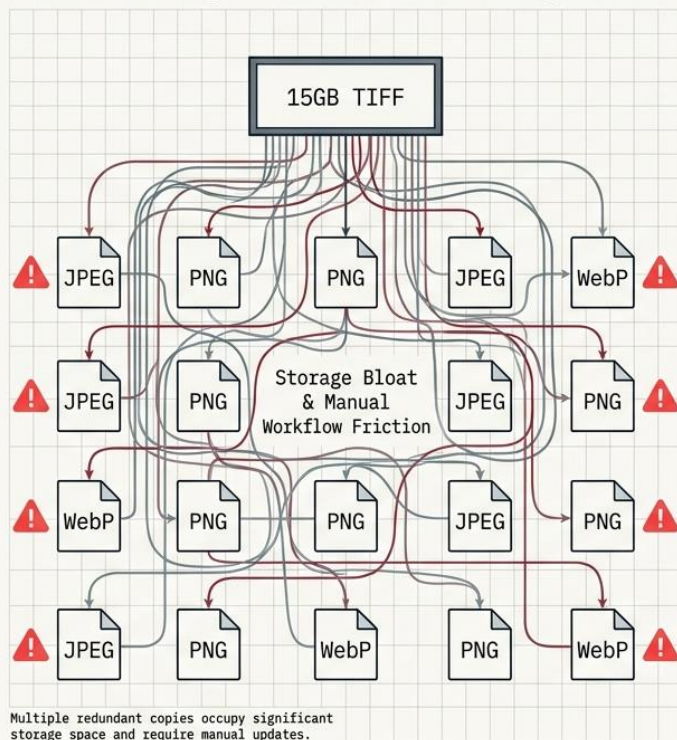 15GB TIFF
JPEG
PNG
PNG
JPEG
WebP
JPEG
PNG
Storage Bloat
& Manual
Workflow Friction
JPEG
PNG
WebP
PNG
PNG
JPEG
PNG
JPEG
PNG
WebP
PNG
WebP
Multiple redundant copies occupy significant
storage space and require manual updates.